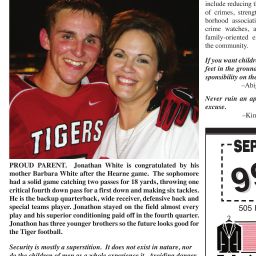 include reducing t
of crimes, strengt
borhood associati
crime watches, a
family-oriented e
the community.
If you want childre
feet in the ground
sponsibility on the
–Abig
Never ruin an ap
excuse.
–Kin
TIGERS
PROUD PARENT. Jonathan White is congratulated by his
mother Barbara White after the Hearne game. The sophomore
had a solid game catching two passes for 18 yards, throwing one
critical fourth down pass for a first down and making six tackles.
He is the backup quarterback, wide receiver, defensive back and
special teams player. Jonathan stayed on the field almost every
play and his superior conditioning paid off in the fourth quarter.
Jonathan has three younger brothers so the future looks good for
the Tiger football.
Security is mostly a superstition. It does not exist in nature, nor
do the children of men as a whole experience it. Avoiding danger
SEP
9
505